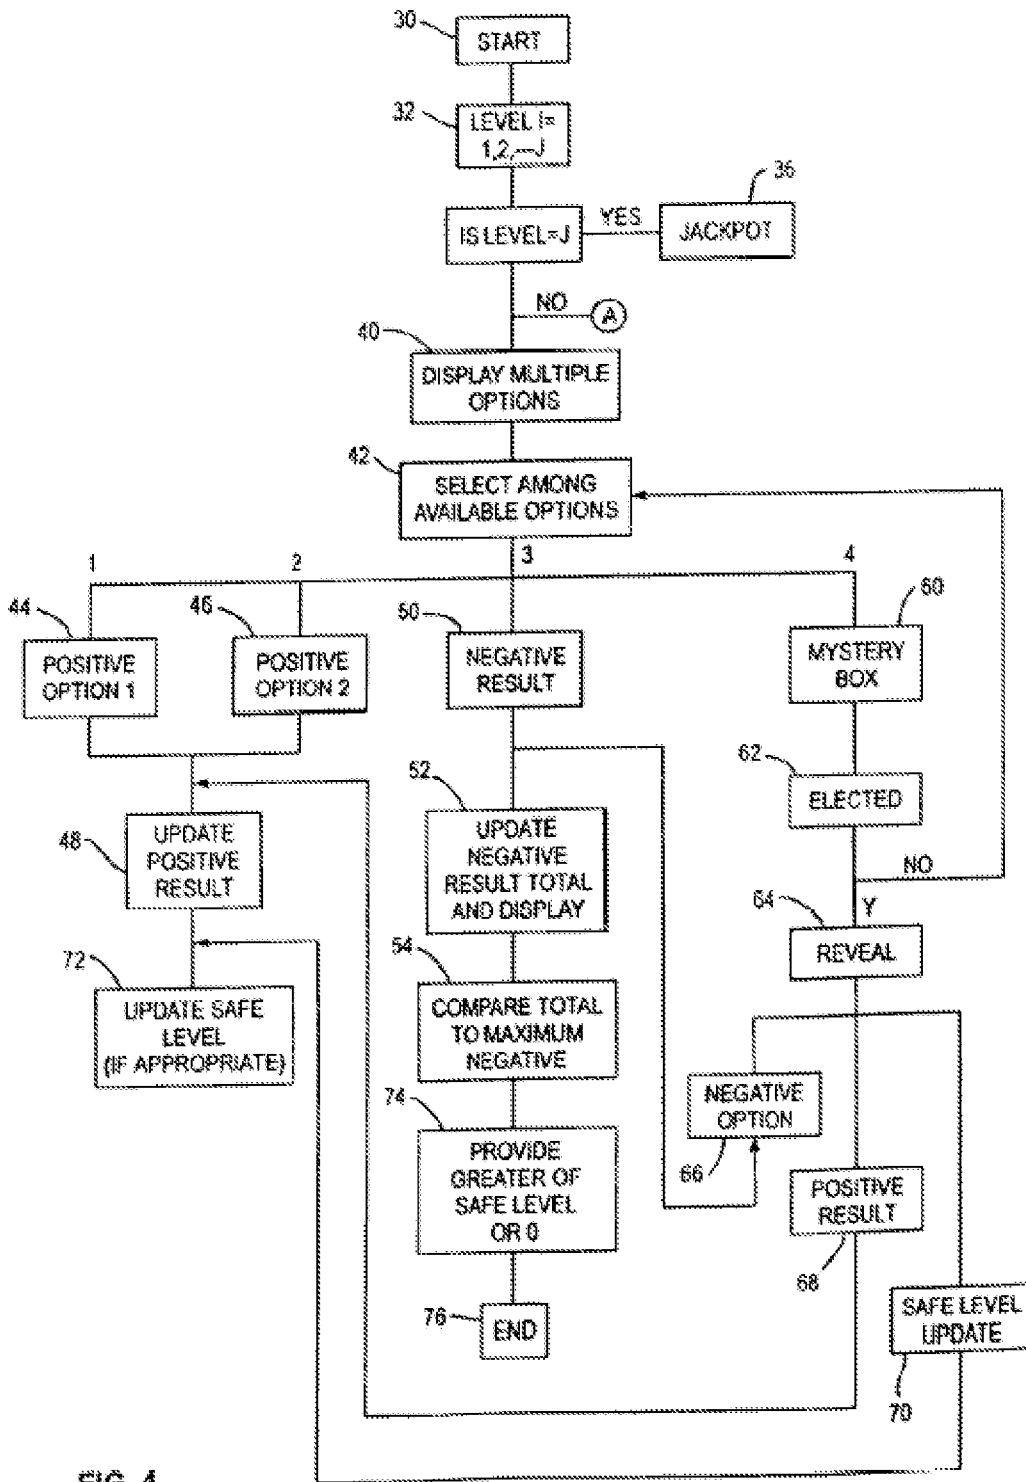 30
START
32
LEVEL I=
1,2,---J
36
IS LEVEL=J
YES
JACKPOT
NO
A
40
DISPLAY MULTIPLE
OPTIONS
42
SELECT AMONG
AVAILABLE OPTIONS
1
2
3
4
44
POSITIVE
OPTION 1
46
POSITIVE
OPTION 2
50
NEGATIVE
RESULT
60
MYSTERY
BOX
62
ELECTED
NO
Y
48
UPDATE
POSITIVE
RESULT
52
UPDATE
NEGATIVE
RESULT TOTAL
AND DISPLAY
64
REVEAL
72
UPDATE SAFE
LEVEL
(IF APPROPRIATE)
54
COMPARE TOTAL
TO MAXIMUM
NEGATIVE
74
PROVIDE
GREATER OF
SAFE LEVEL
OR 0
NEGATIVE
OPTION
66
POSITIVE
RESULT
68
76
END
SAFE LEVEL
UPDATE
70
FIG. 4